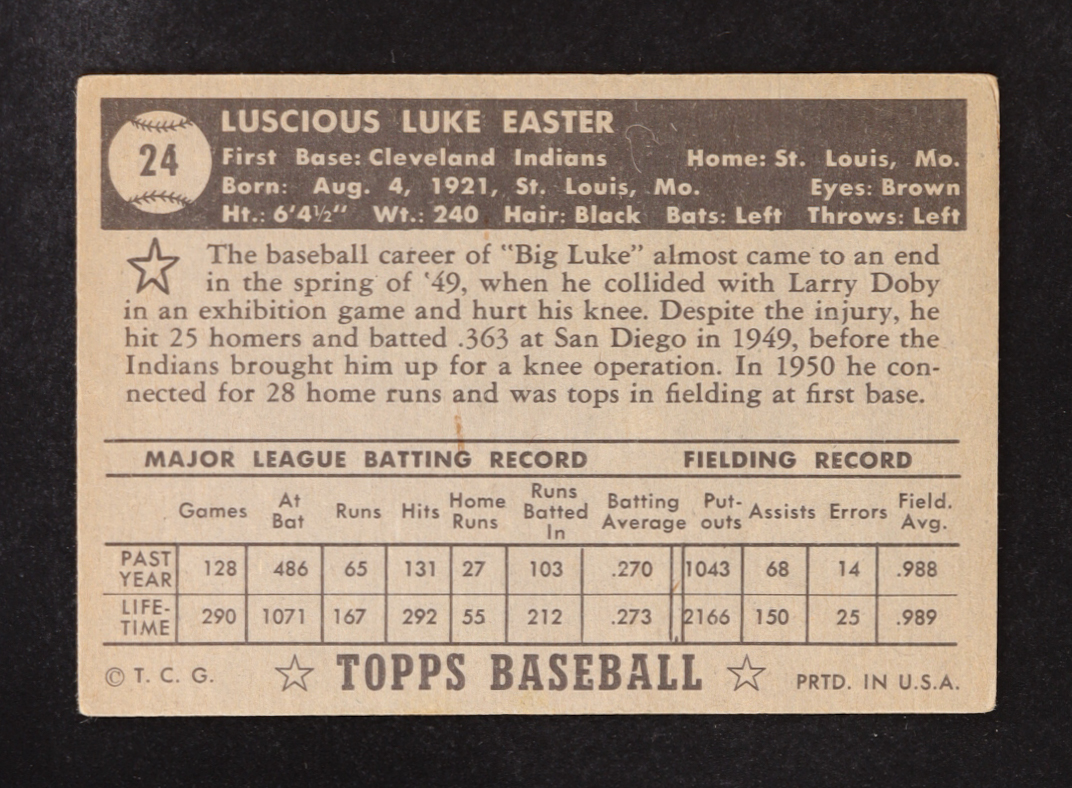 24
LUSCIOUS LUKE EASTER
First Base: Cleveland Indians Home: St. Louis, Mo.
Born: Aug. 4, 1921, St. Louis, Mo. Eyes: Brown
Ht.: 6'4½" Wt.: 240 Hair: Black Bats: Left Throws: Left
The baseball career of "Big Luke" almost came to an end
in the spring of '49, when he collided with Larry Doby
in an exhibition game and hurt his knee. Despite the injury, he
hit 25 homers and batted .363 at San Diego in 1949, before the
Indians brought him up for a knee operation. In 1950 he con-
nected for 28 home runs and was tops in fielding at first base.
MAJOR LEAGUE BATTING RECORD FIELDING RECORD
Games At Bat Runs Hits Home Runs Runs Batted In Batting Average Put-outs Assists Errors Field. Avg.
PAST YEAR 128 486 65 131 27 103 .270 1043 68 14 .988
LIFE-TIME 290 1071 167 292 55 212 .273 2166 150 25 .989
© T. C. G. TOPPS BASEBALL PRTD. IN U.S.A.